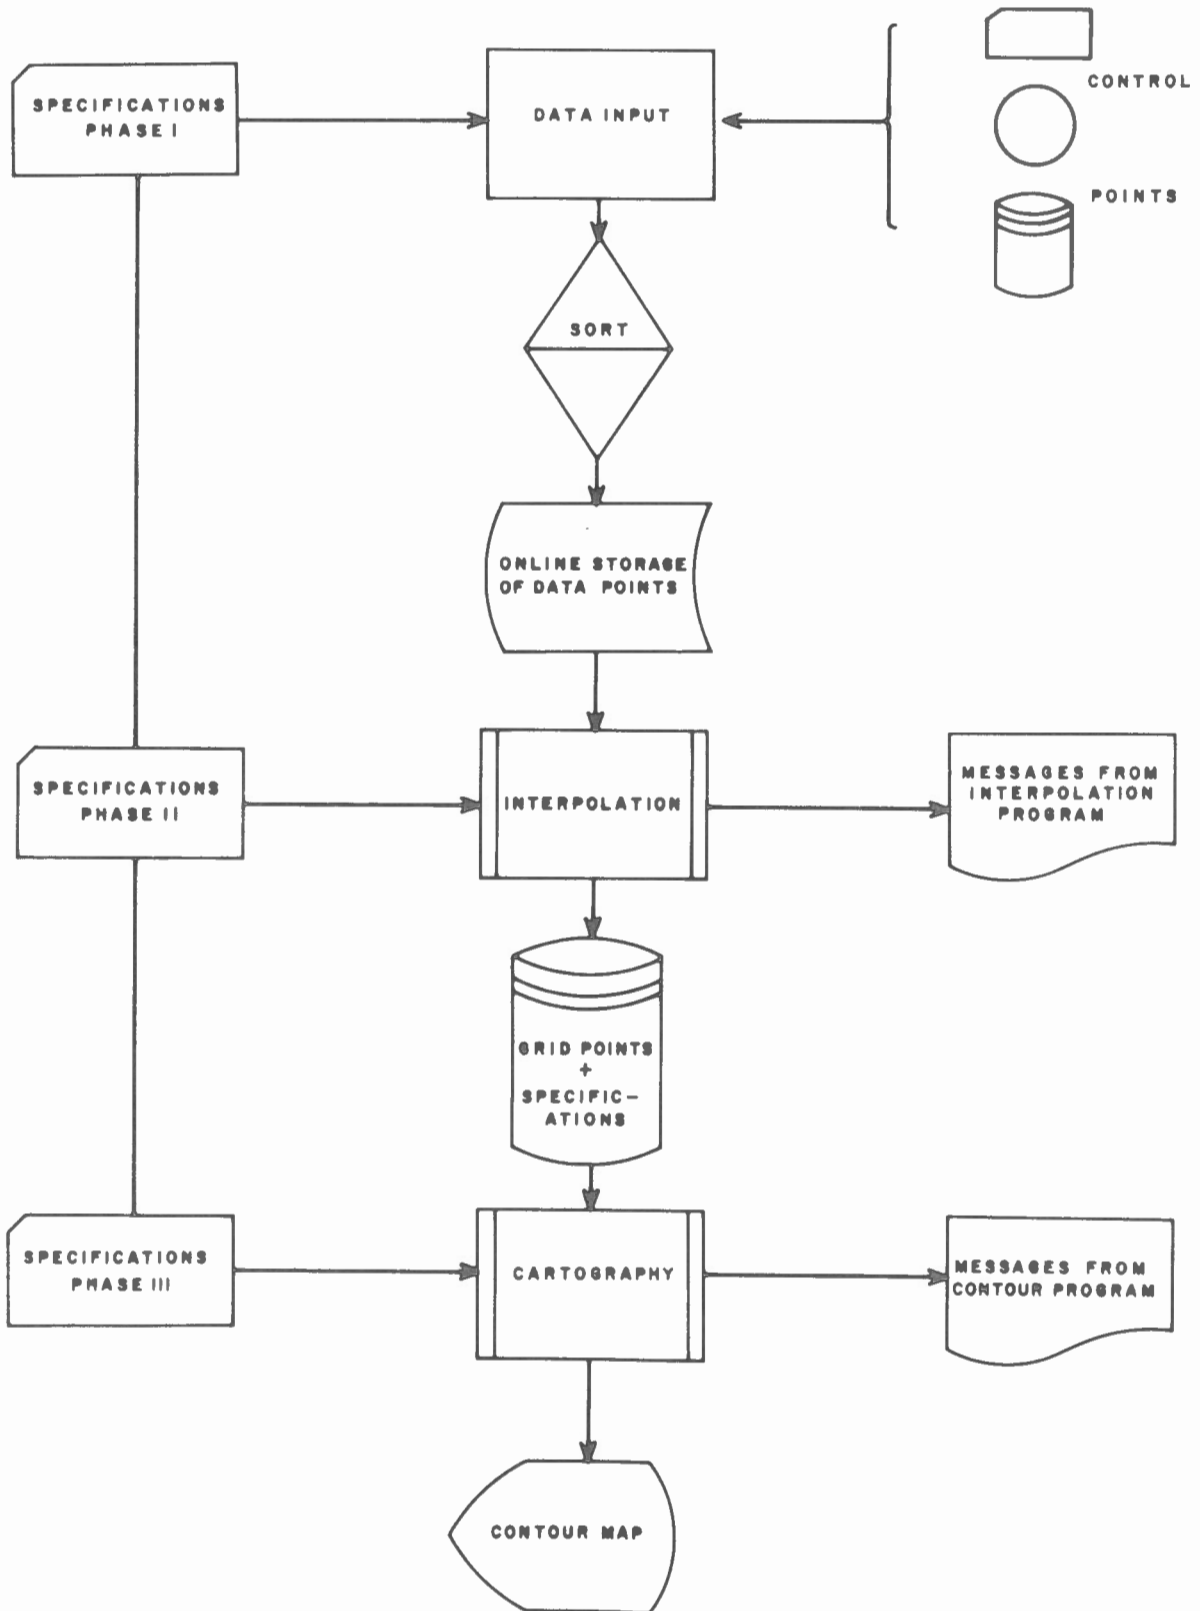 SPECIFICATIONS
PHASE I
DATA INPUT
CONTROL
POINTS
SORT
ONLINE STORAGE
OF DATA POINTS
SPECIFICATIONS
PHASE II
INTERPOLATION
MESSAGES FROM
INTERPOLATION
PROGRAM
GRID POINTS
+
SPECIFIC-
ATIONS
SPECIFICATIONS
PHASE III
CARTOGRAPHY
MESSAGES FROM
CONTOUR PROGRAM
CONTOUR MAP